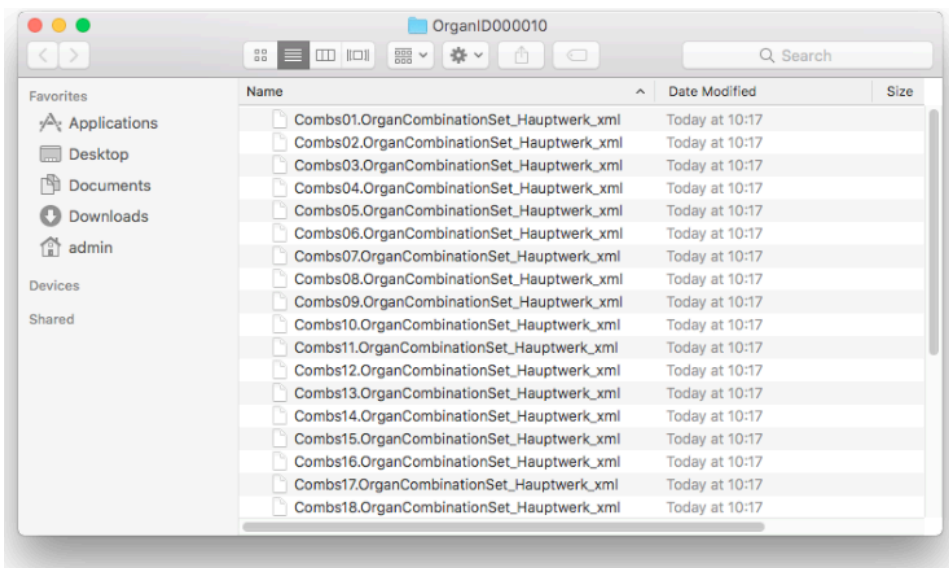 OrganID000010
Search
Favorites
Applications
Desktop
Documents
Downloads
admin
Devices
Shared
Name Date Modified Size
Combs01.OrganCombinationSet_Hauptwerk_xml Today at 10:17
Combs02.OrganCombinationSet_Hauptwerk_xml Today at 10:17
Combs03.OrganCombinationSet_Hauptwerk_xml Today at 10:17
Combs04.OrganCombinationSet_Hauptwerk_xml Today at 10:17
Combs05.OrganCombinationSet_Hauptwerk_xml Today at 10:17
Combs06.OrganCombinationSet_Hauptwerk_xml Today at 10:17
Combs07.OrganCombinationSet_Hauptwerk_xml Today at 10:17
Combs08.OrganCombinationSet_Hauptwerk_xml Today at 10:17
Combs09.OrganCombinationSet_Hauptwerk_xml Today at 10:17
Combs10.OrganCombinationSet_Hauptwerk_xml Today at 10:17
Combs11.OrganCombinationSet_Hauptwerk_xml Today at 10:17
Combs12.OrganCombinationSet_Hauptwerk_xml Today at 10:17
Combs13.OrganCombinationSet_Hauptwerk_xml Today at 10:17
Combs14.OrganCombinationSet_Hauptwerk_xml Today at 10:17
Combs15.OrganCombinationSet_Hauptwerk_xml Today at 10:17
Combs16.OrganCombinationSet_Hauptwerk_xml Today at 10:17
Combs17.OrganCombinationSet_Hauptwerk_xml Today at 10:17
Combs18.OrganCombinationSet_Hauptwerk_xml Today at 10:17